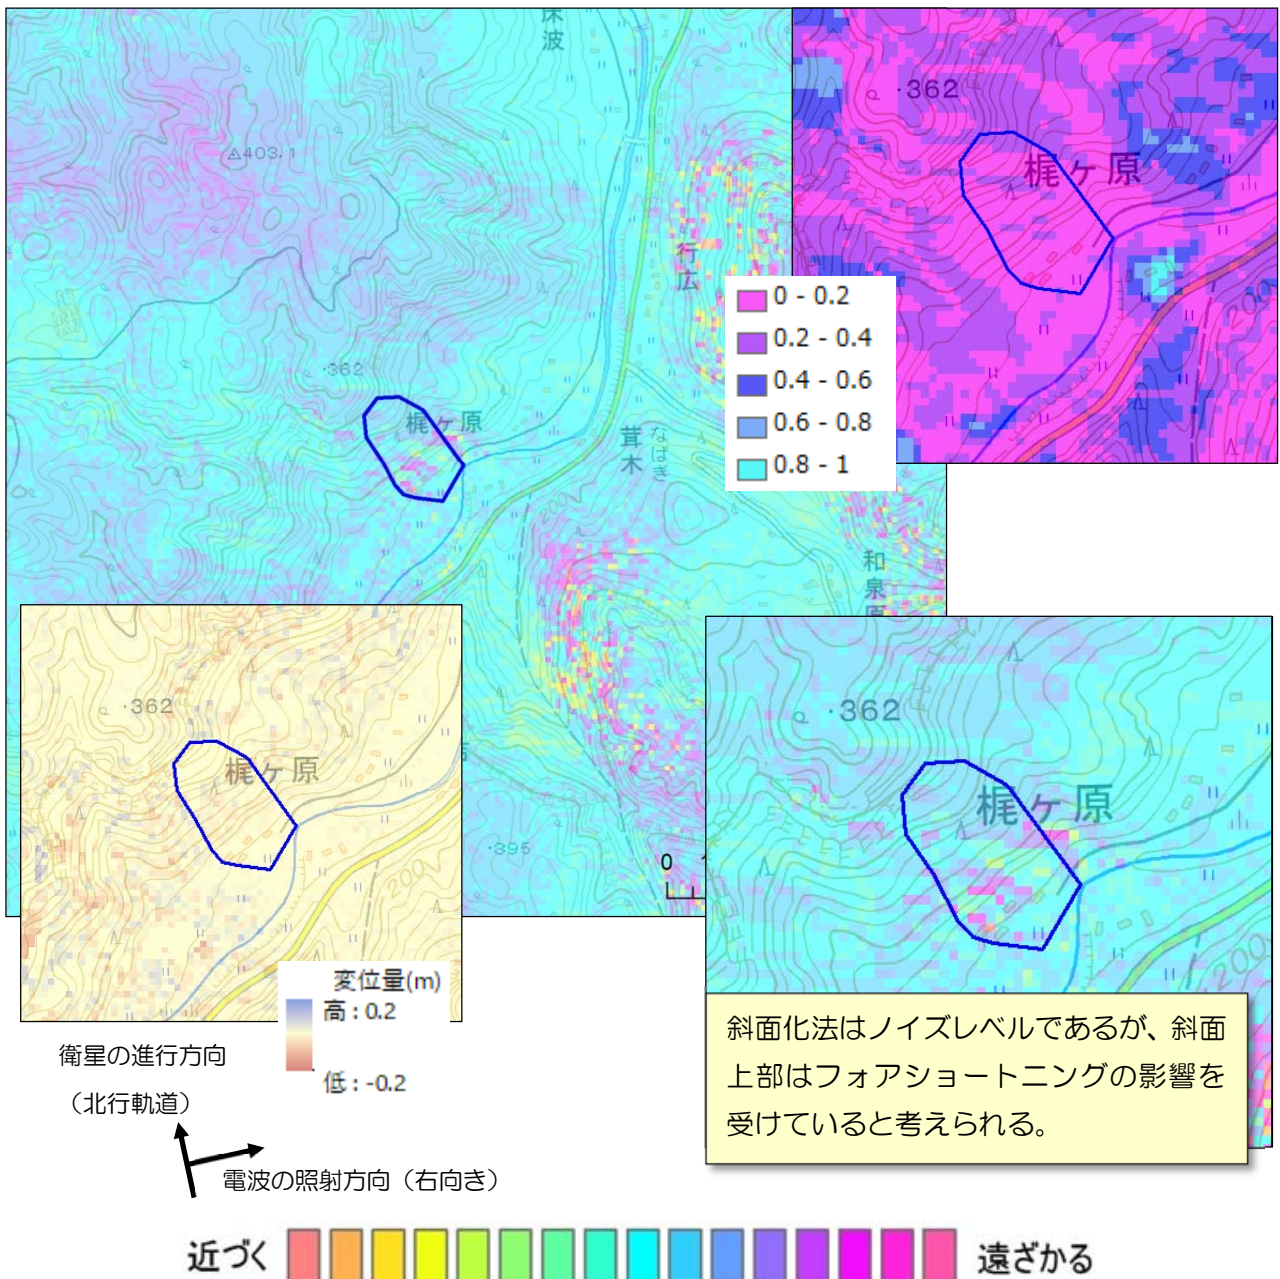 床波
403.1
・362
梶ヶ原
行広
葺木
なはぎ
和泉原
200
・395
0
・362
梶ヶ原
200
0 - 0.2
0.2 - 0.4
0.4 - 0.6
0.6 - 0.8
0.8 - 1
・362
梶ヶ原
200
変位量(m)
高 : 0.2
低 : -0.2
・362
梶ヶ原
200
斜面化法はノイズレベルであるが、斜面
上部はフォアショートニングの影響を
受けていると考えられる。
衛星の進行方向
（北行軌道）
電波の照射方向（右向き）
近づく
遠ざかる